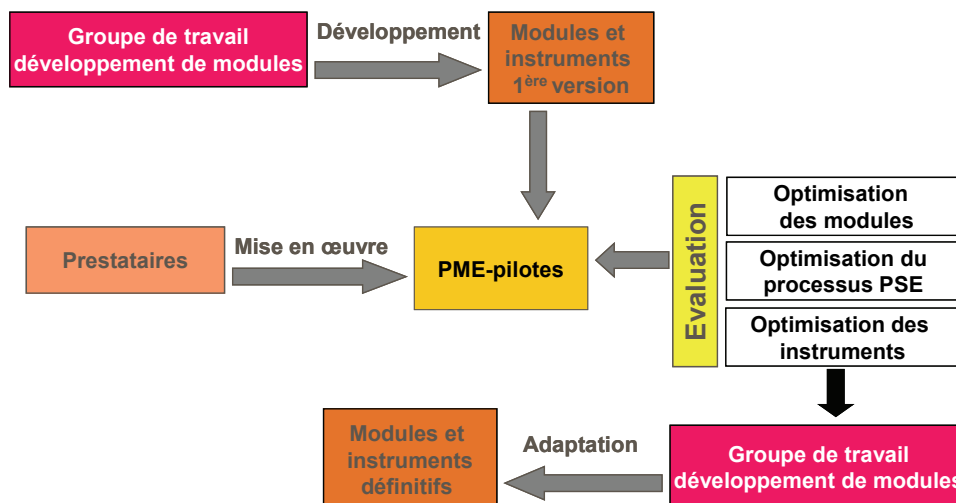 Groupe de travail
développement de modules
Développement
Modules et
instruments
1ère version
Prestataires
Mise en œuvre
PME-pilotes
Evaluation
Optimisation
des modules
Optimisation du
processus PSE
Optimisation des
instruments
Modules et
instruments
définitifs
Adaptation
Groupe de travail
développement de modules